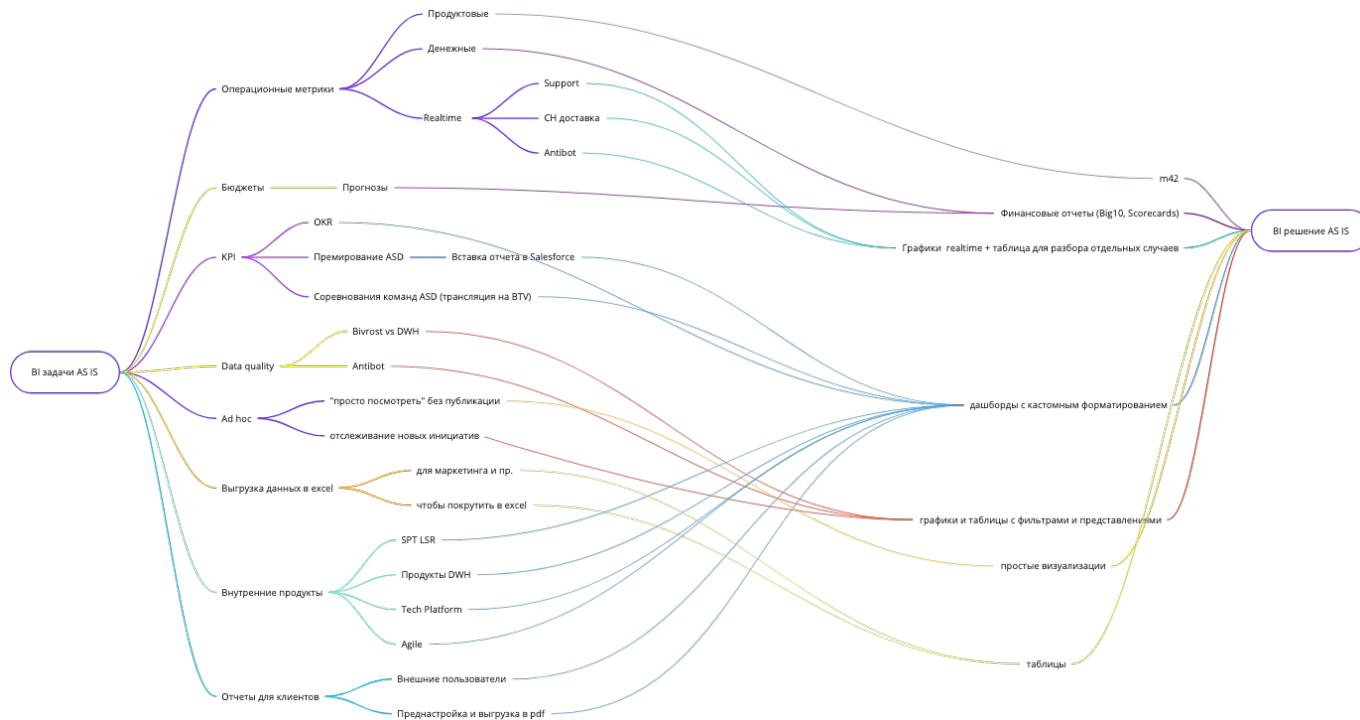 Продуктовые
Денежные
Операционные метрики
Support
Realtime
СН доставка
Antibot
Бюджеты
Прогнозы
OKR
KPI
Премирование ASD
Вставка отчета в Salesforce
Соревнования команд ASD (трансляция на BTV)
Bivrost vs DWH
BI задачи AS IS
Data quality
Antibot
"просто посмотреть" без публикации
Ad hoc
отслеживание новых инициатив
для маркетинга и пр.
Выгрузка данных в excel
чтобы покрутить в excel
SPT LSR
Продукты DWH
Внутренние продукты
Tech Platform
Agile
Внешние пользователи
Отчеты для клиентов
Преднастройка и выгрузка в pdf
m42
Финансовые отчеты (Big10, Scorecards)
BI решение AS IS
Графики realtime + таблица для разбора отдельных случаев
дашборды с кастомным форматированием
графики и таблицы с фильтрами и представлениями
простые визуализации
таблицы